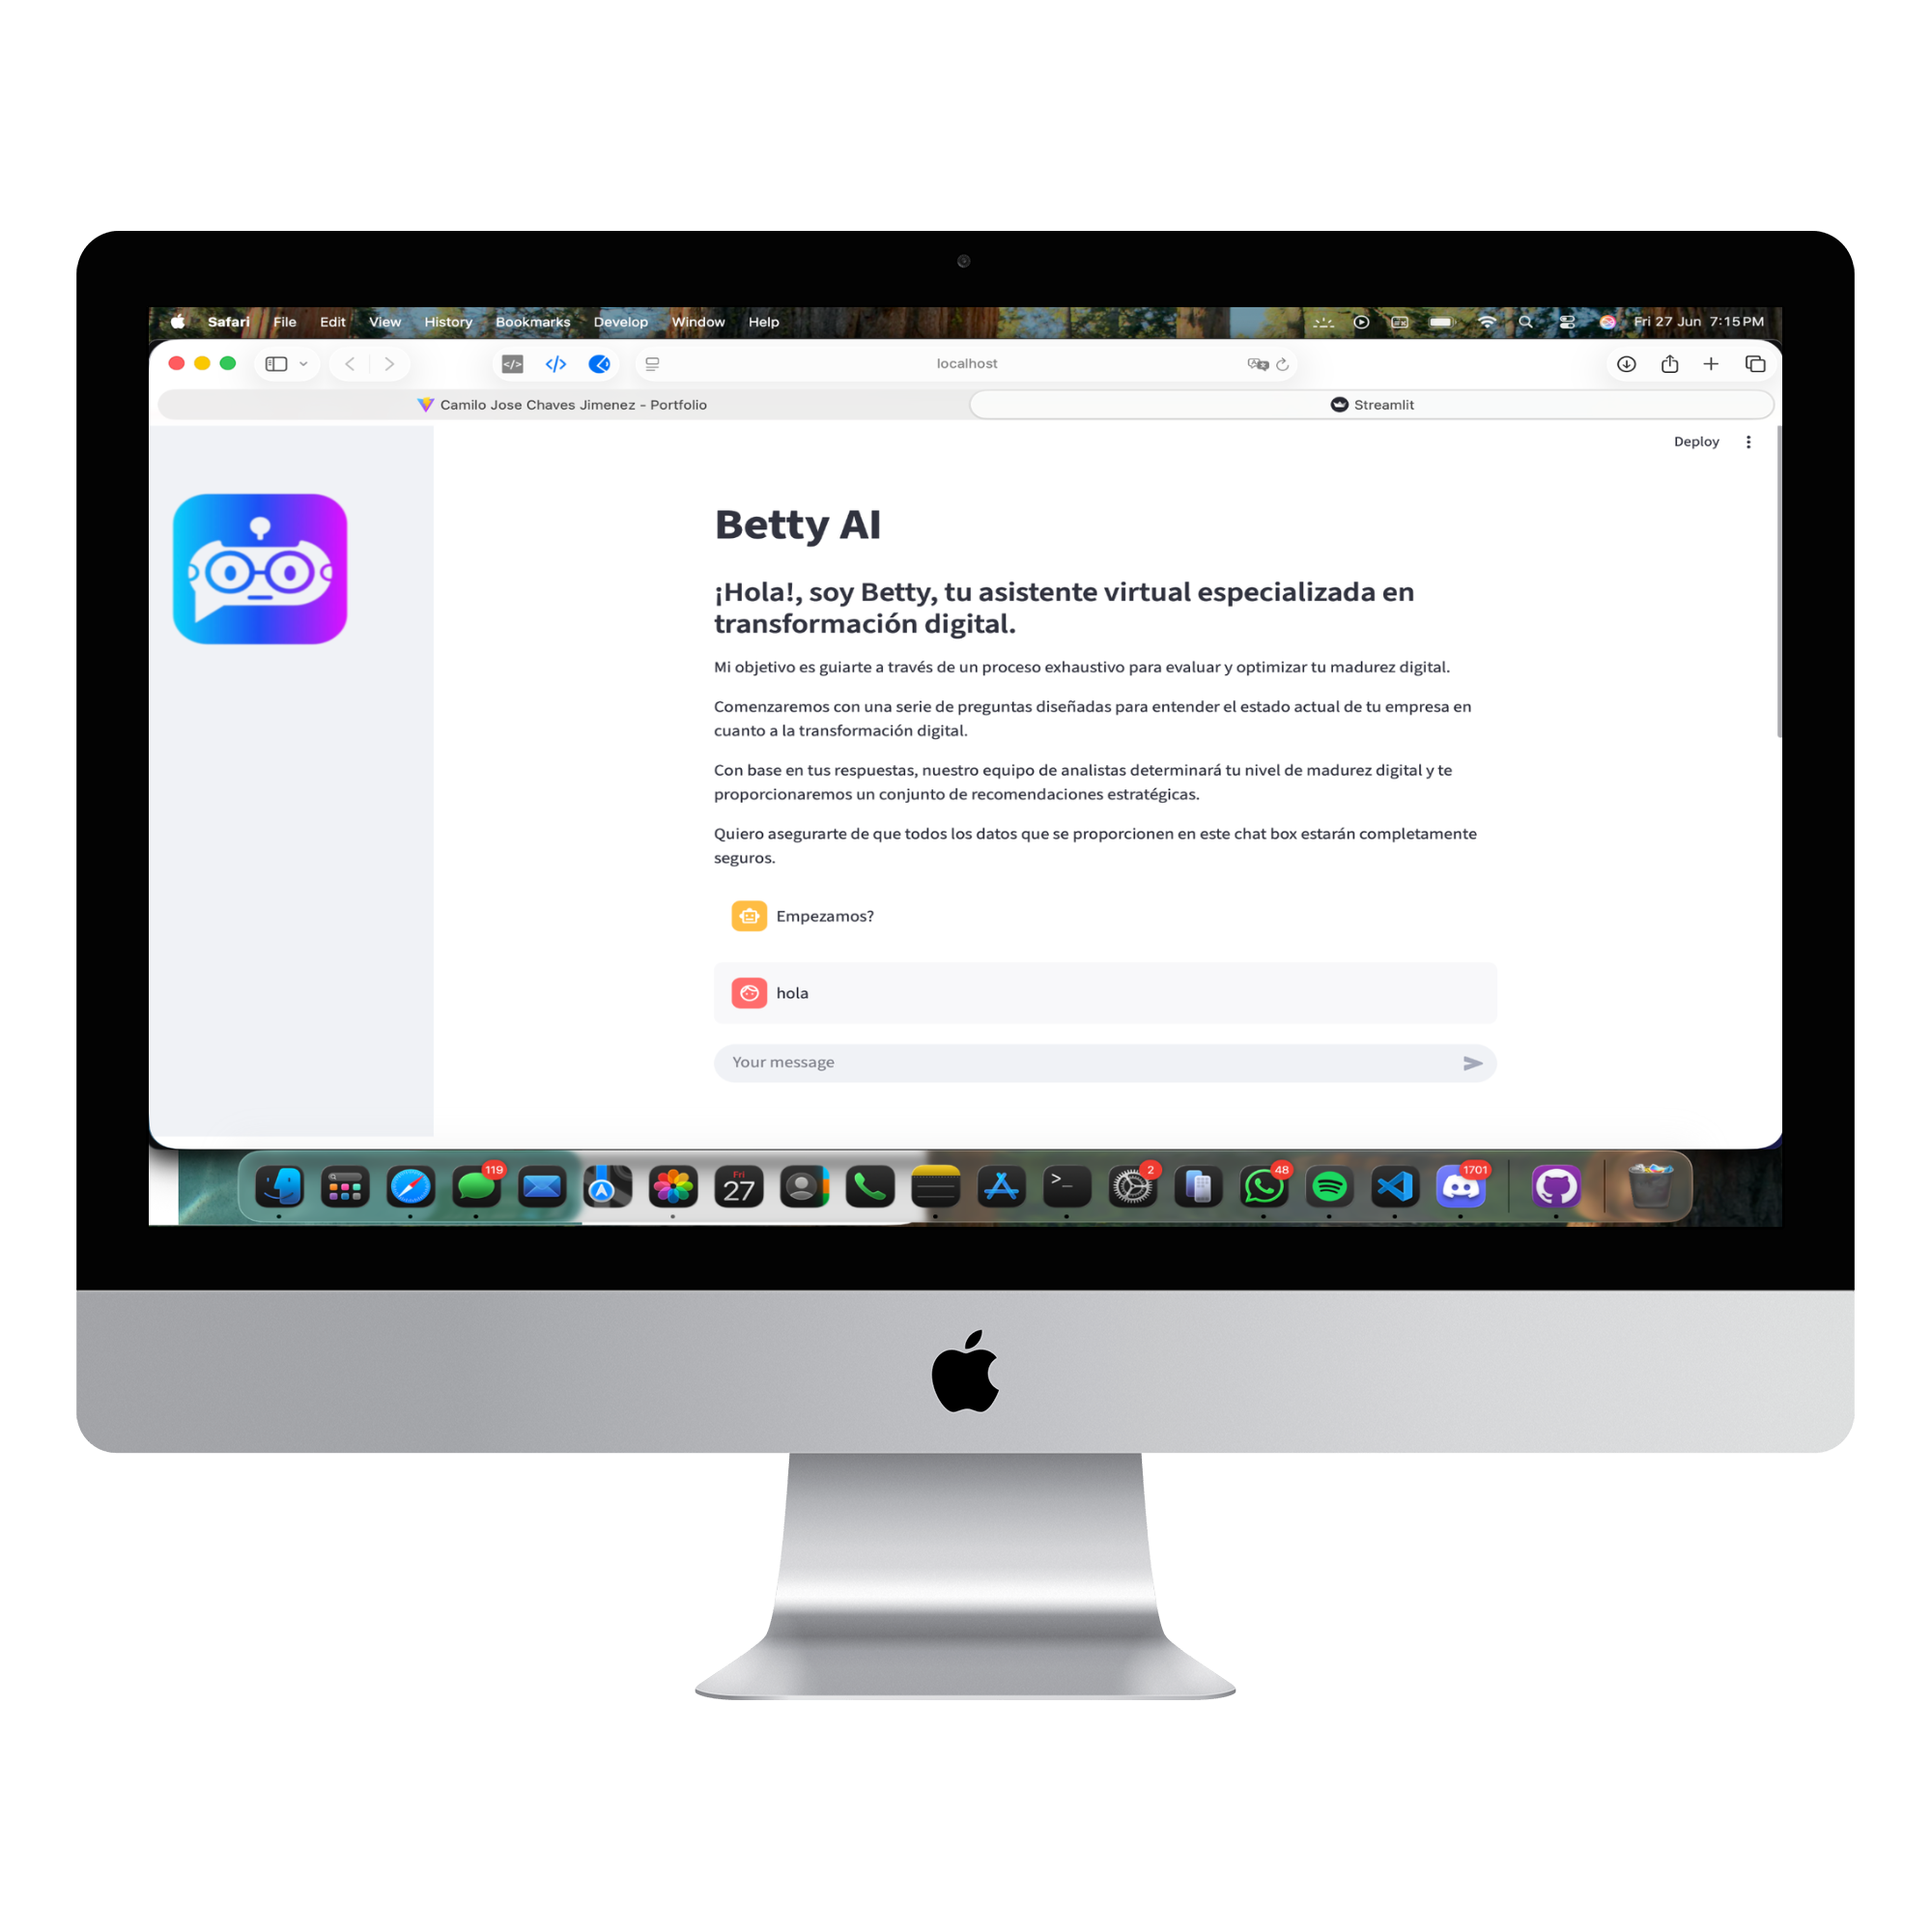 Safari File Edit View History Bookmarks Develop Window Help Fri 27 Jun 7:15 PM
localhost
Camilo Jose Chaves Jimenez - Portfolio
Streamlit
Deploy
Betty AI
¡Hola!, soy Betty, tu asistente virtual especializada en
transformación digital.
Mi objetivo es guiarte a través de un proceso exhaustivo para evaluar y optimizar tu madurez digital.
Comenzaremos con una serie de preguntas diseñadas para entender el estado actual de tu empresa en
cuanto a la transformación digital.
Con base en tus respuestas, nuestro equipo de analistas determinará tu nivel de madurez digital y te
proporcionaremos un conjunto de recomendaciones estratégicas.
Quiero asegurarte de que todos los datos que se proporcionen en este chat box estarán completamente
seguros.
Empezamos?
hola
Your message
119
Fri
27
2
48
1701